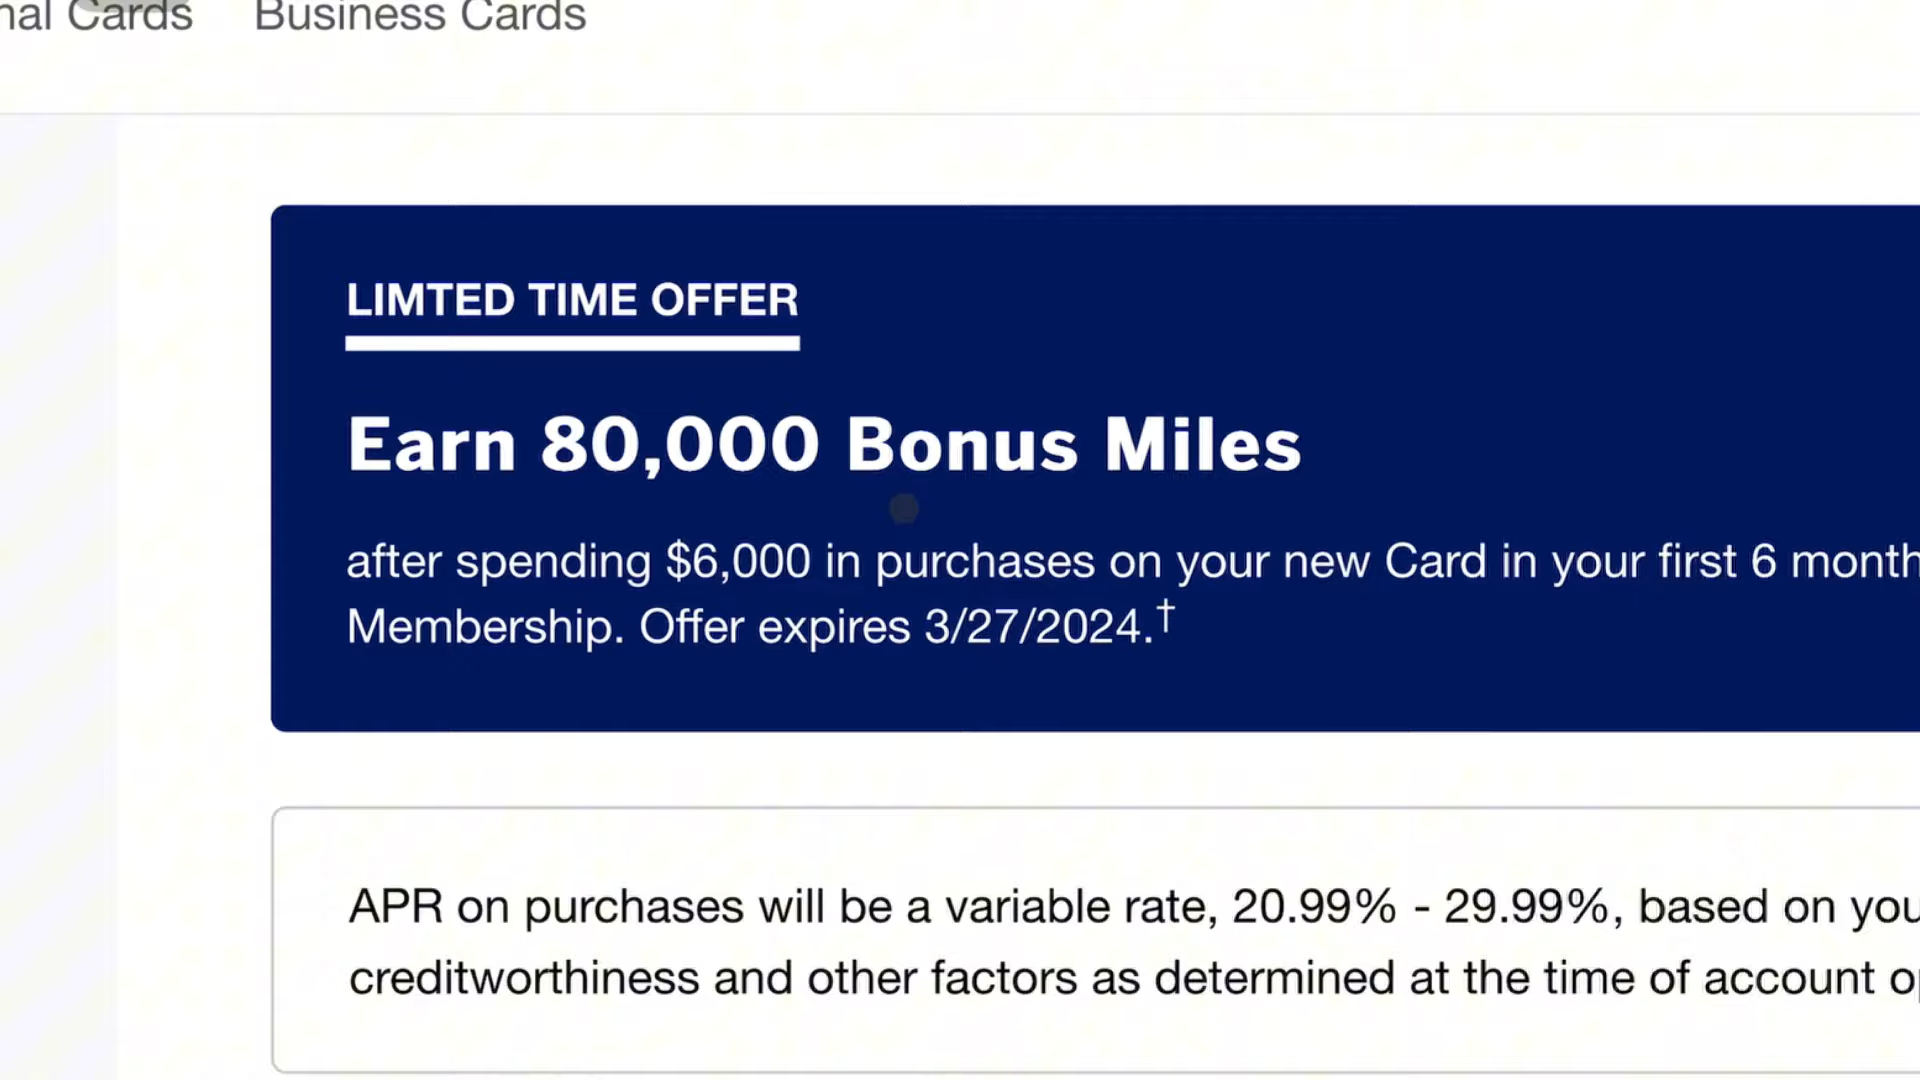 nal Cards Business Cards
LIMTED TIME OFFER
Earn 80,000 Bonus Miles
after spending $6,000 in purchases on your new Card in your first 6 month
Membership. Offer expires 3/27/2024.†
APR on purchases will be a variable rate, 20.99% - 29.99%, based on you
creditworthiness and other factors as determined at the time of account o